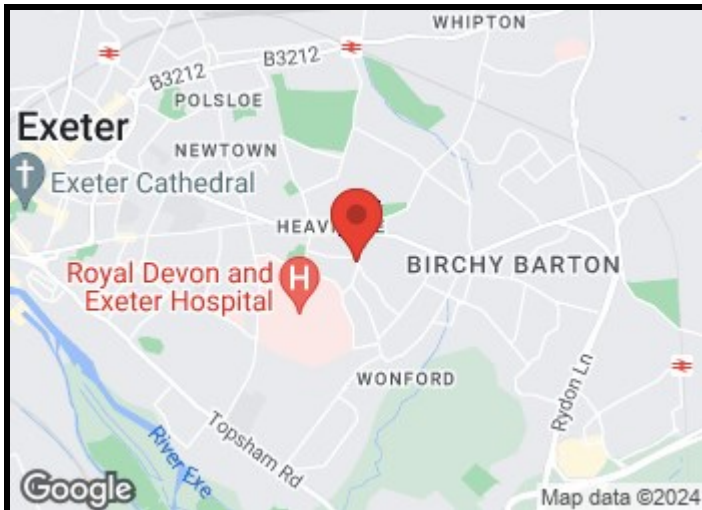 WHIPTON
B3212
B3212
POLSLOE
Exeter
NEWTOWN
Exeter Cathedral
BIRCHY BARTON
Royal Devon and
Exeter Hospital
H
WONFORD
Rydon Ln
Topsham Rd
River Exe
Google
Map data ©2024